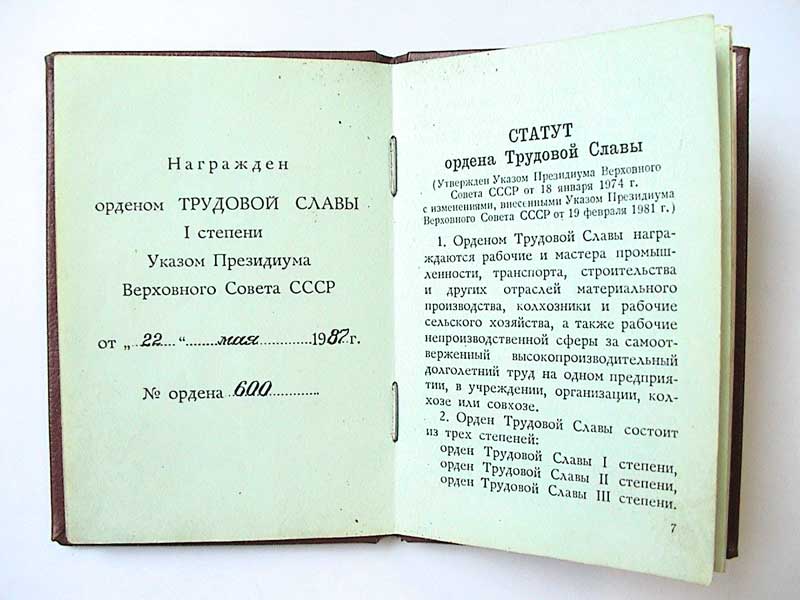 Награжден
орденом ТРУДОВОЙ СЛАВЫ
I степени
Указом Президиума
Верховного Совета СССР
от „ 22 “ мая 1987 г.
№ ордена 600
СТАТУТ
ордена Трудовой Славы
(Утвержден Указом Президиума Верховного
Совета СССР от 18 января 1974 г.
с изменениями, внесенными Указом Президиума
Верховного Совета СССР от 19 февраля 1981 г.)
1. Орденом Трудовой Славы награ-
ждаются рабочие и мастера промыш-
ленности, транспорта, строительства
и других отраслей материального
производства, колхозники и рабочие
сельского хозяйства, а также рабочие
непроизводственной сферы за самоот-
верженный высокопроизводительный
долголетний труд на одном предприя-
тии, в учреждении, организации, кол-
хозе или совхозе.
2. Орден Трудовой Славы состоит
из трех степеней:
орден Трудовой Славы I степени,
орден Трудовой Славы II степени,
орден Трудовой Славы III степени.
7